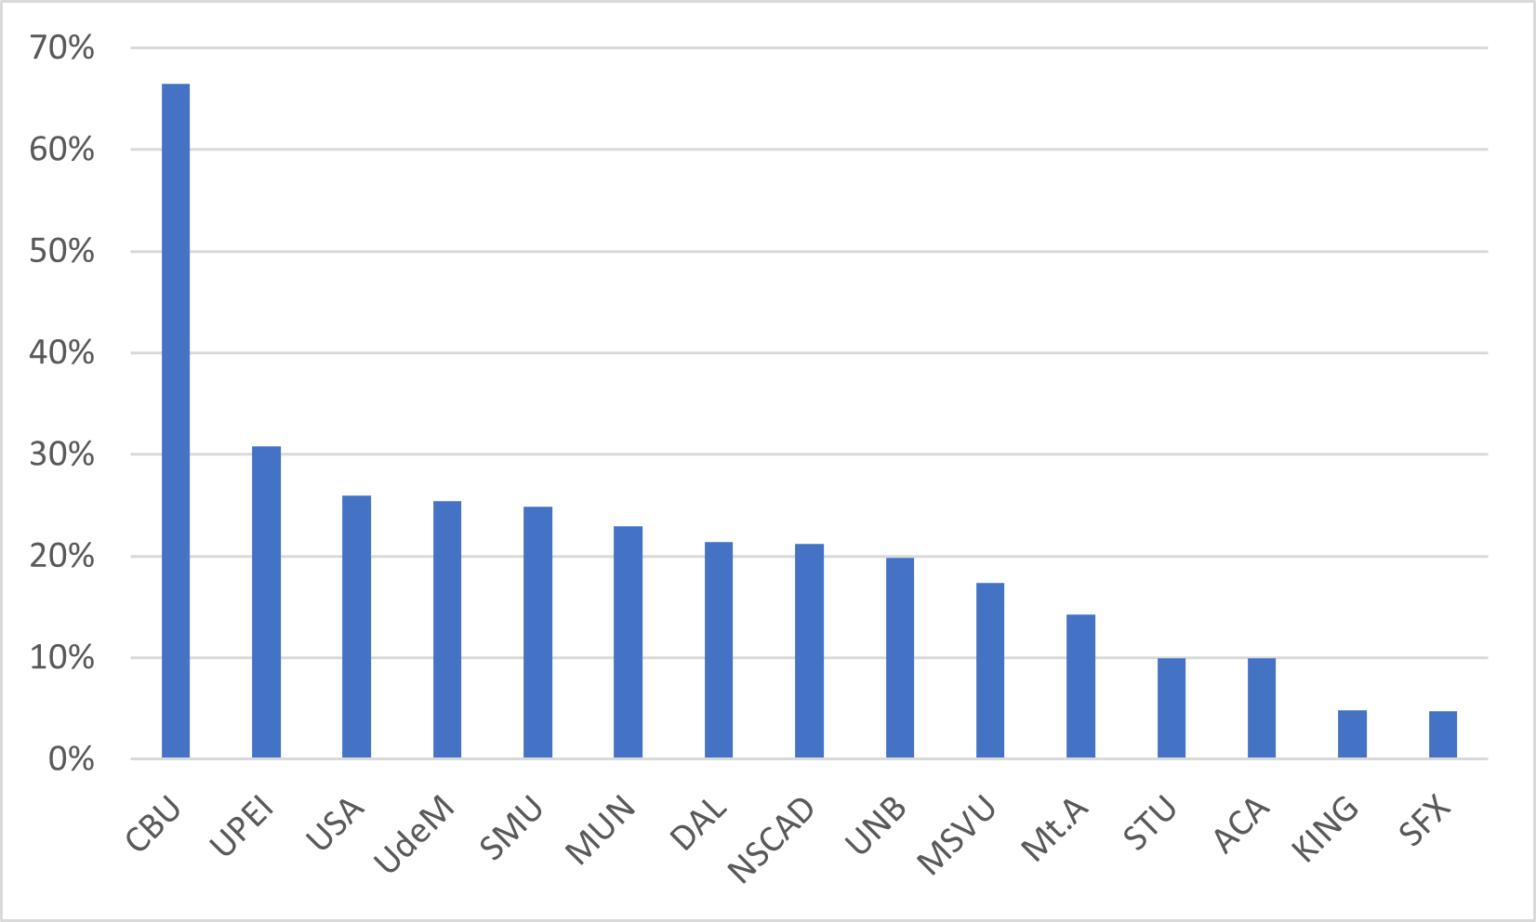 70%
60%
50%
40%
30%
20%
10%
0%
CBU
UPEI
USA
UdeM
SMU
MUN
DAL
NSCAD
UNB
MSVU
Mt.A
STU
ACA
KING
SFX